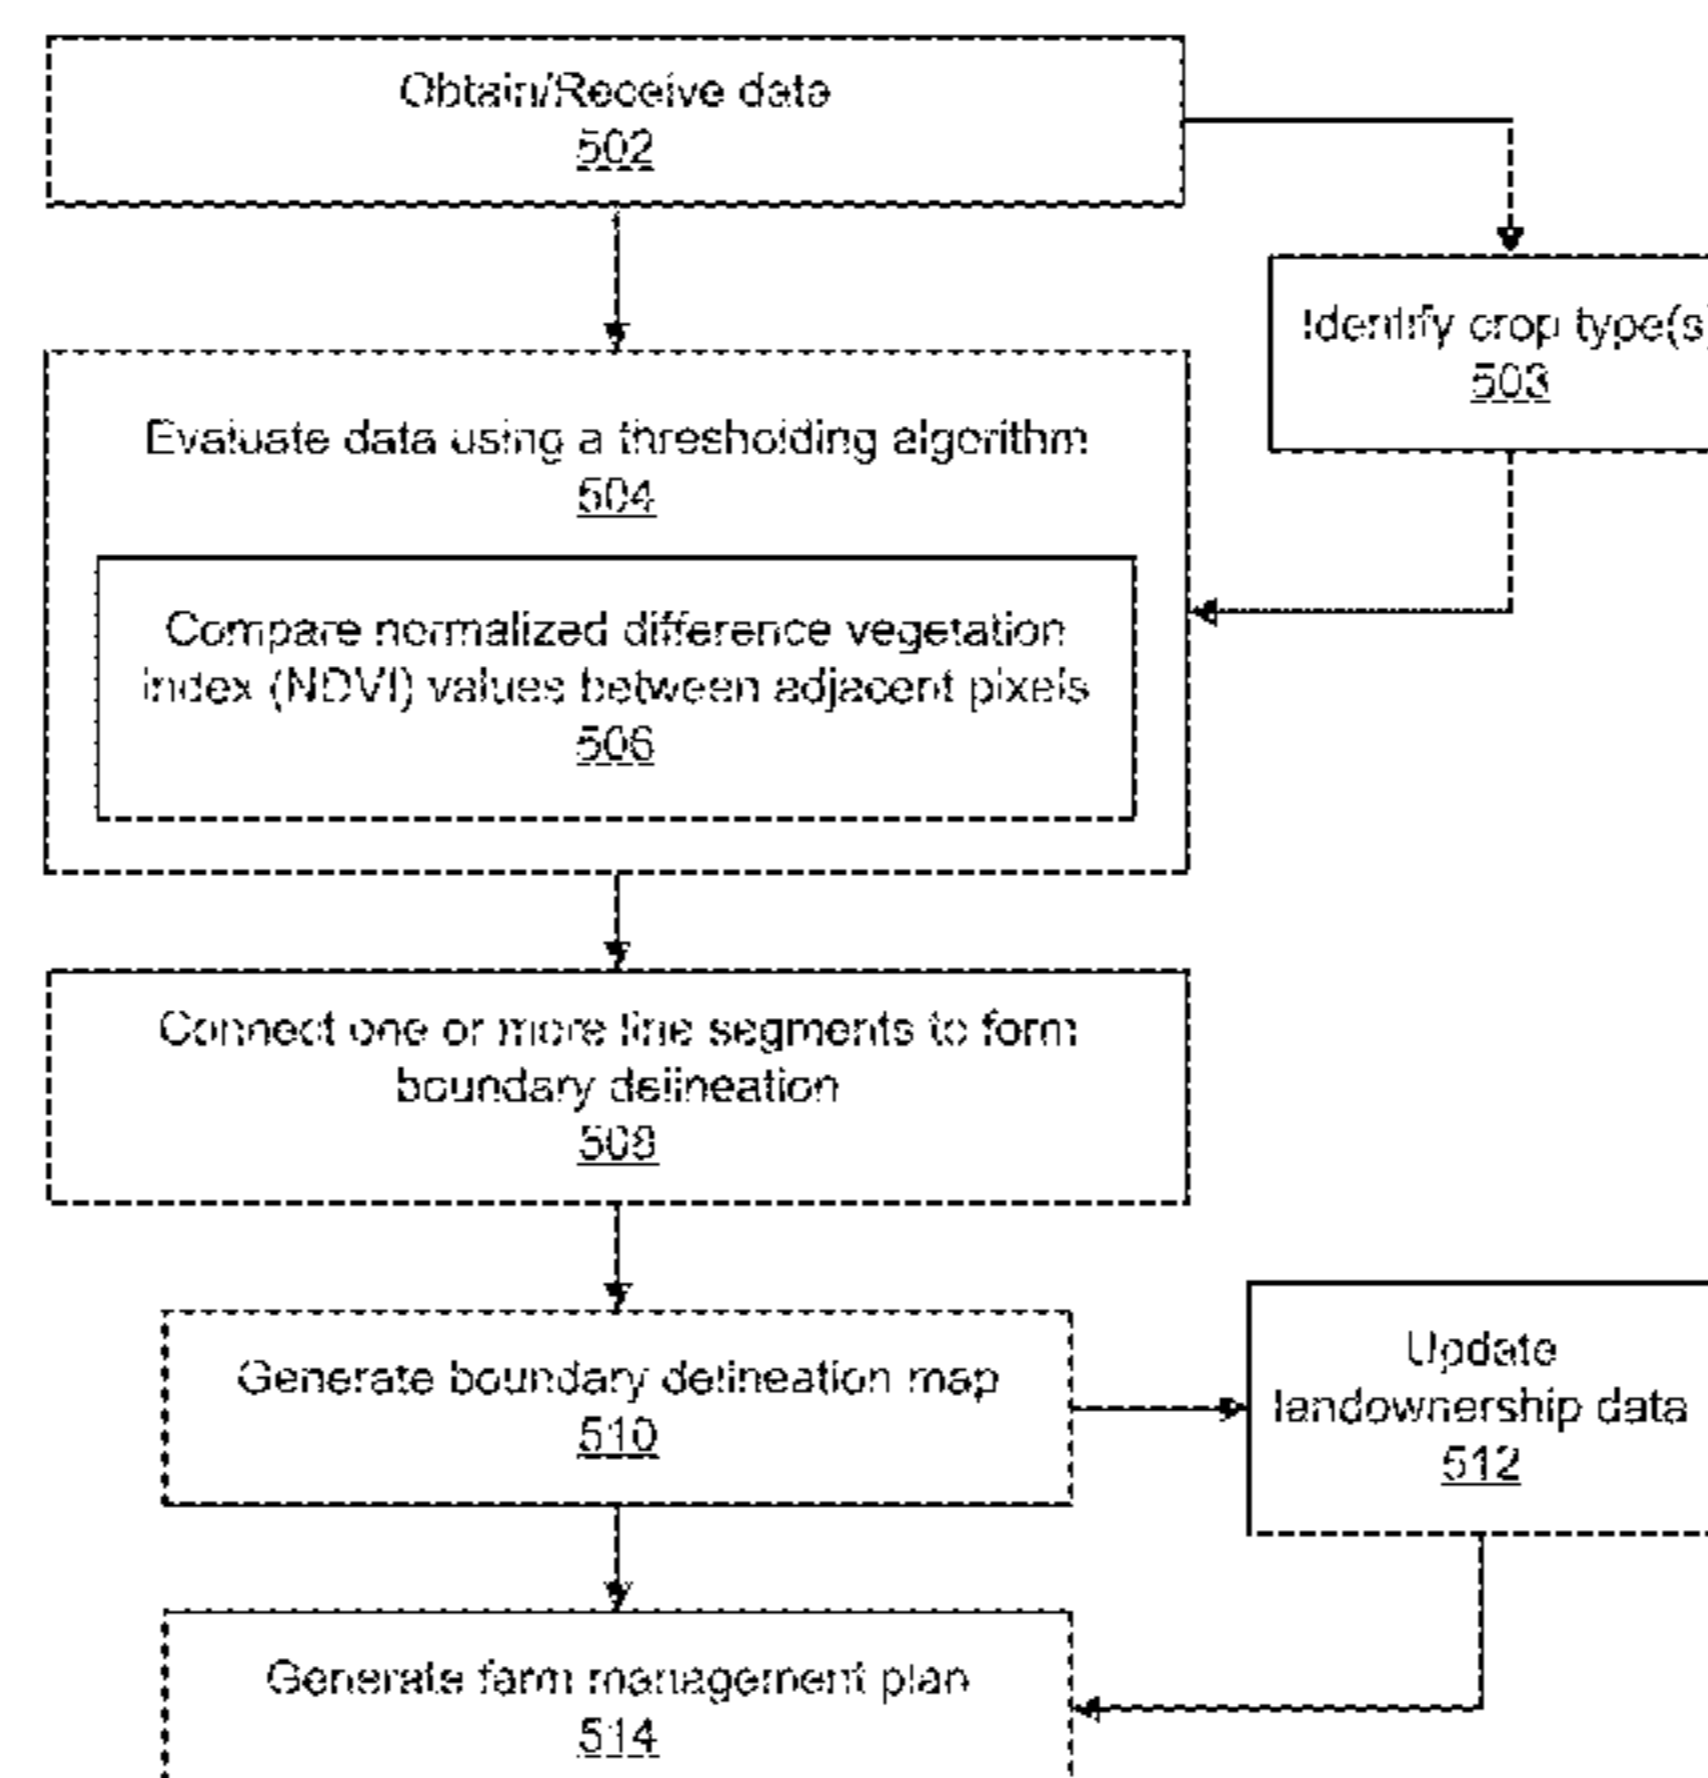 Obtain/Receive data
502
Identify crop type(s)
503
Evaluate data using a thresholding algorithm
504
Compare normalized difference vegetation
index (NDVI) values between adjacent pixels
506
Connect one or more line segments to form
boundary delineation
508
Generate boundary delineation map
510
Update
landownership data
512
Generate farm management plan
514